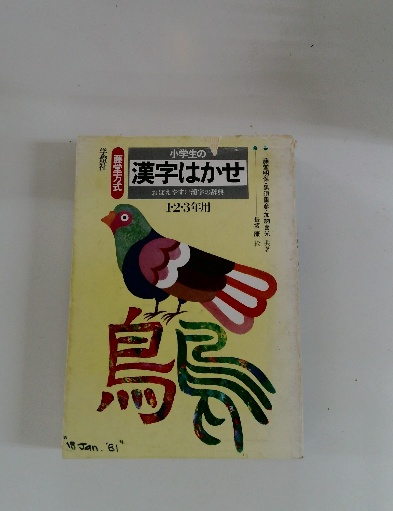 小学生の
漢字はかせ
おぼえやすい漢字の辞典
1・2・3年用
藤堂方式
学習研究社
鳥
"18 Jan. '81"